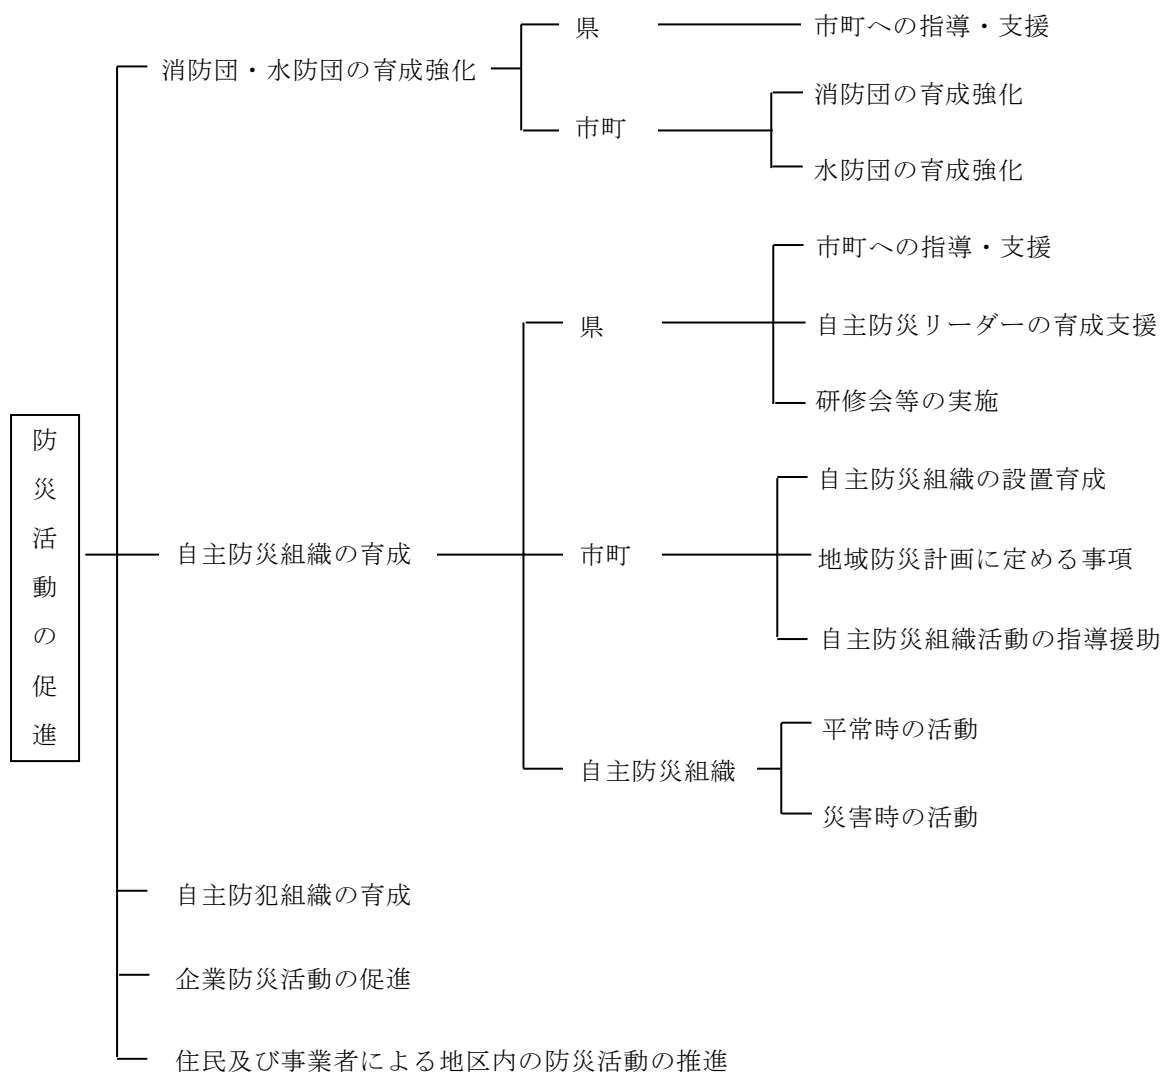 防災活動の促進
消防団・水防団の育成強化
県
市町への指導・支援
市町
消防団の育成強化
水防団の育成強化
自主防災組織の育成
県
市町への指導・支援
自主防災リーダーの育成支援
研修会等の実施
市町
自主防災組織の設置育成
地域防災計画に定める事項
自主防災組織活動の指導援助
自主防災組織
平常時の活動
災害時の活動
自主防犯組織の育成
企業防災活動の促進
住民及び事業者による地区内の防災活動の推進